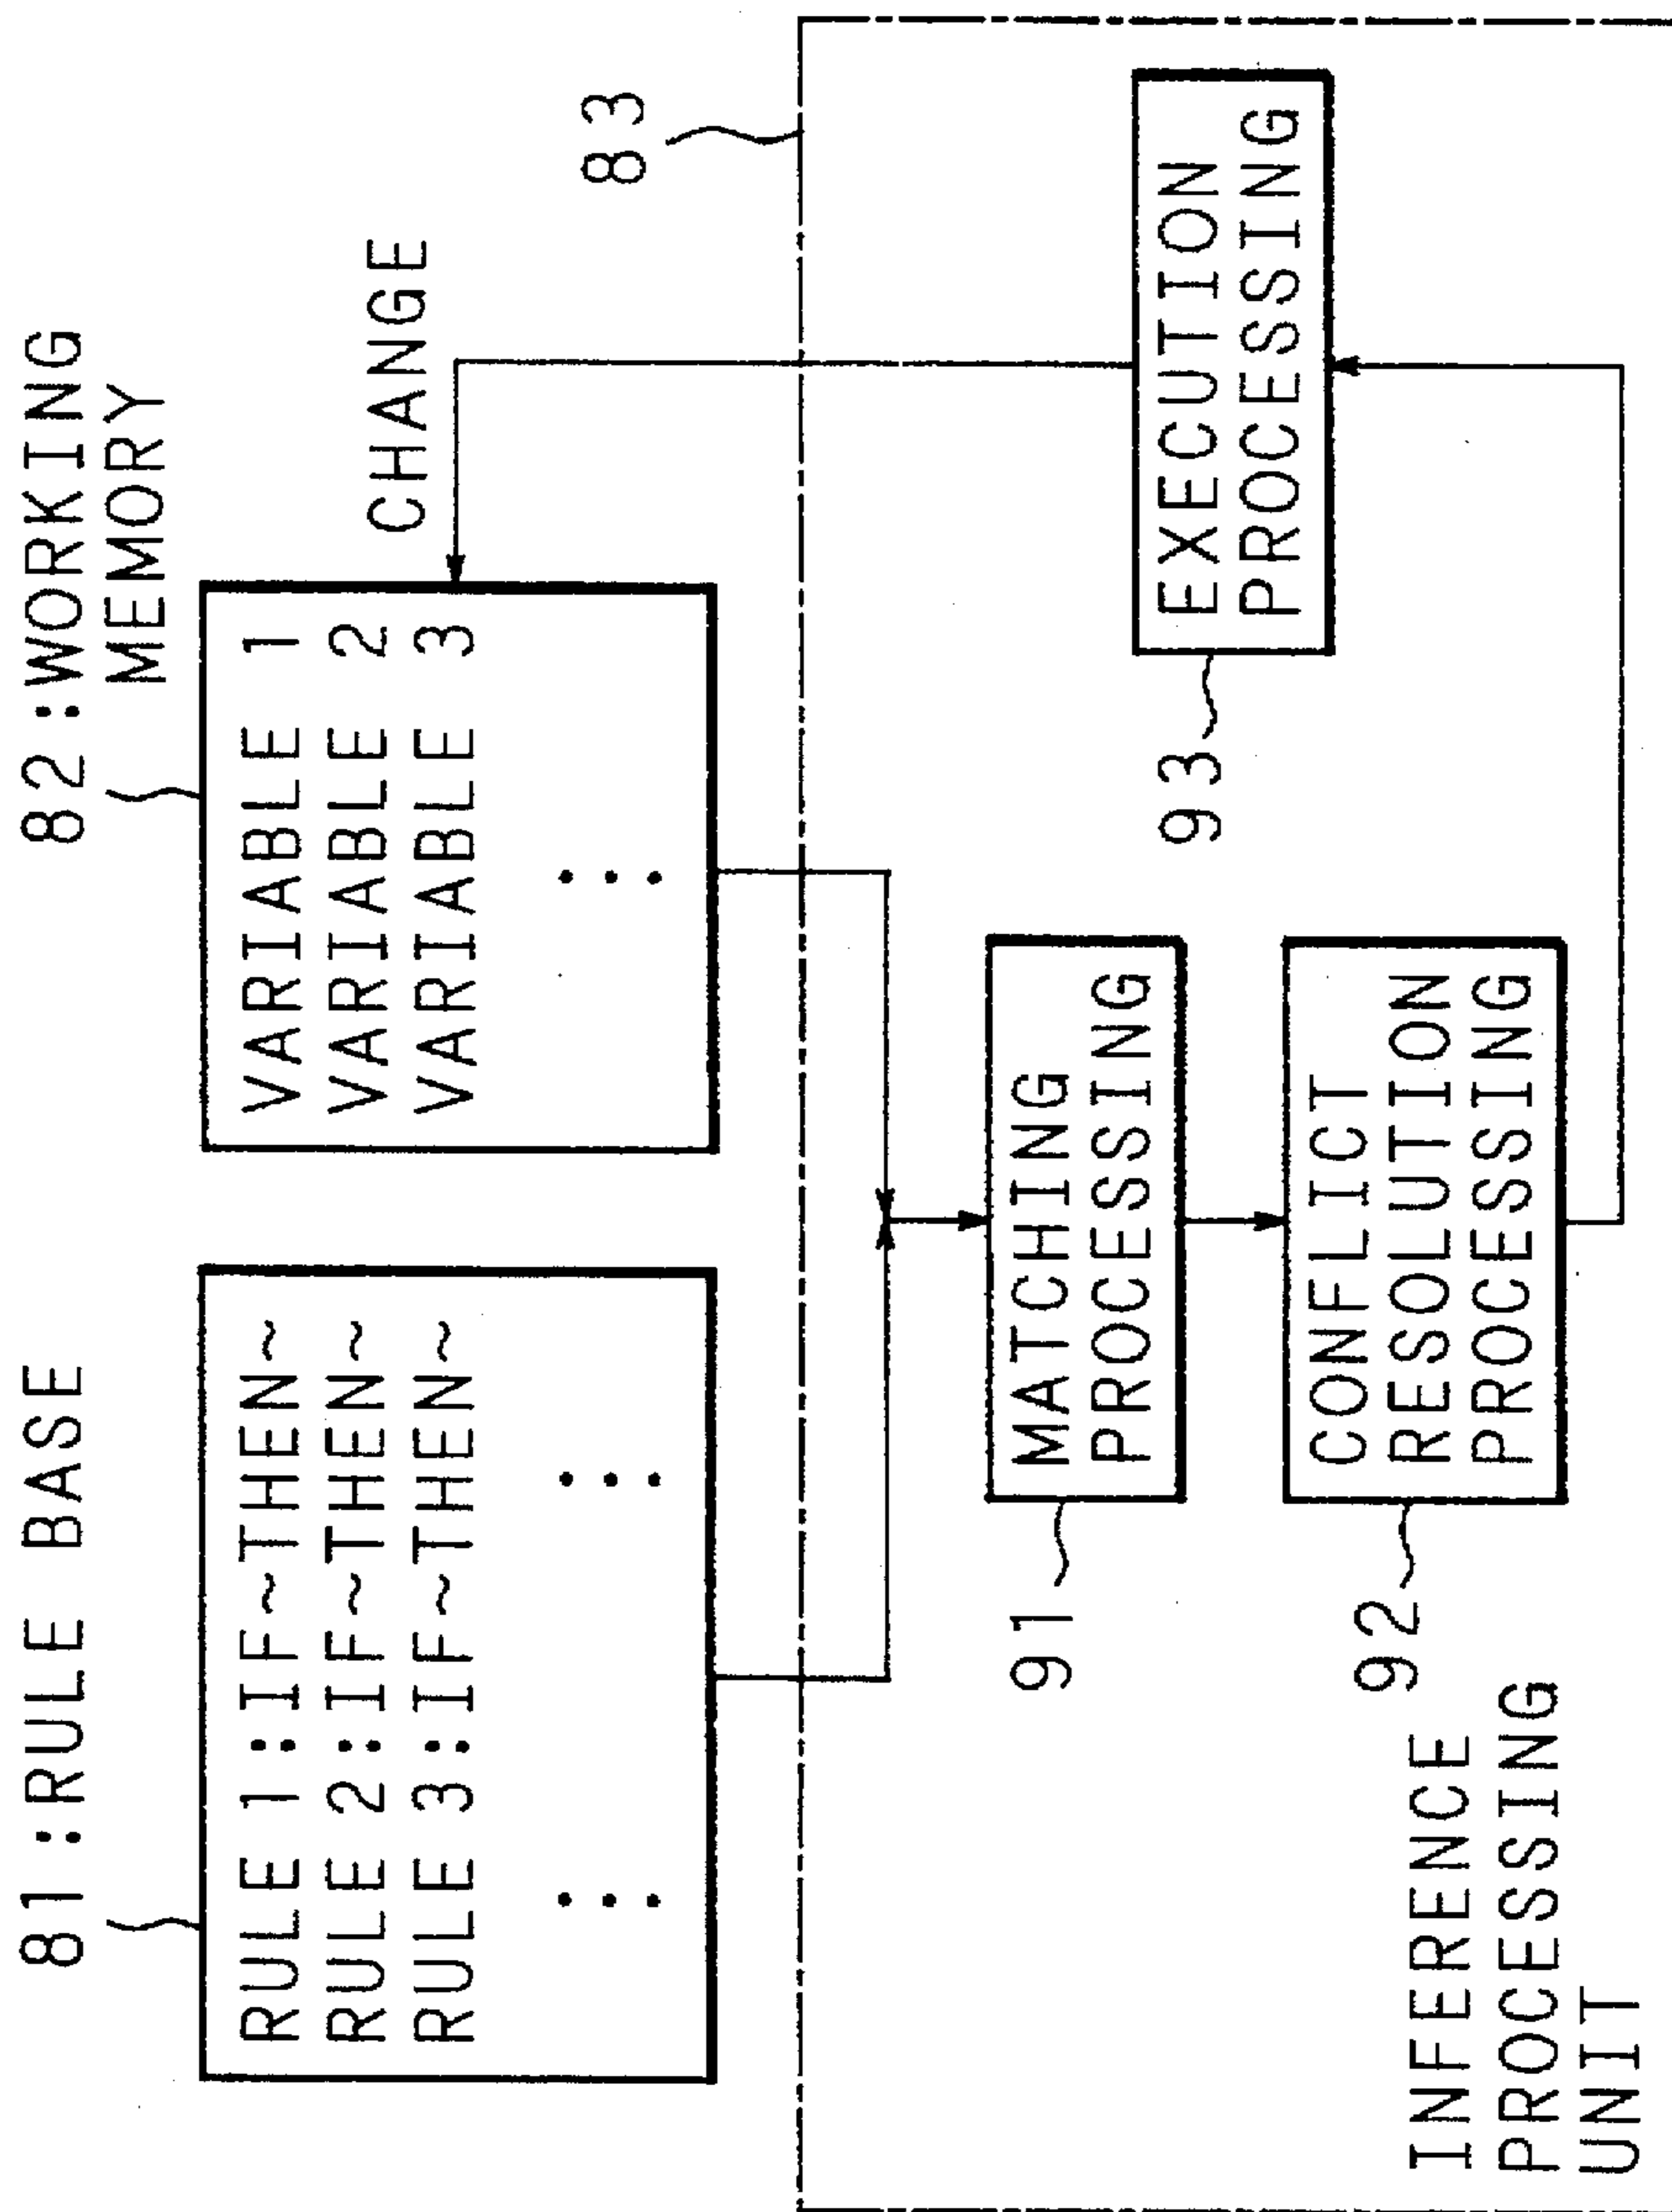 81:RULE BASE
RULE 1:IF~THEN~
RULE 2:IF~THEN~
RULE 3:IF~THEN~
... ...
82:WORKING
MEMORY
VARIABLE 1
VARIABLE 2
VARIABLE 3
...
CHANGE
83
91
MATCHING
PROCESSING
92
CONFLICT
RESOLUTION
PROCESSING
93
EXECUTION
PROCESSING
INFERENCE
PROCESSING
UNIT